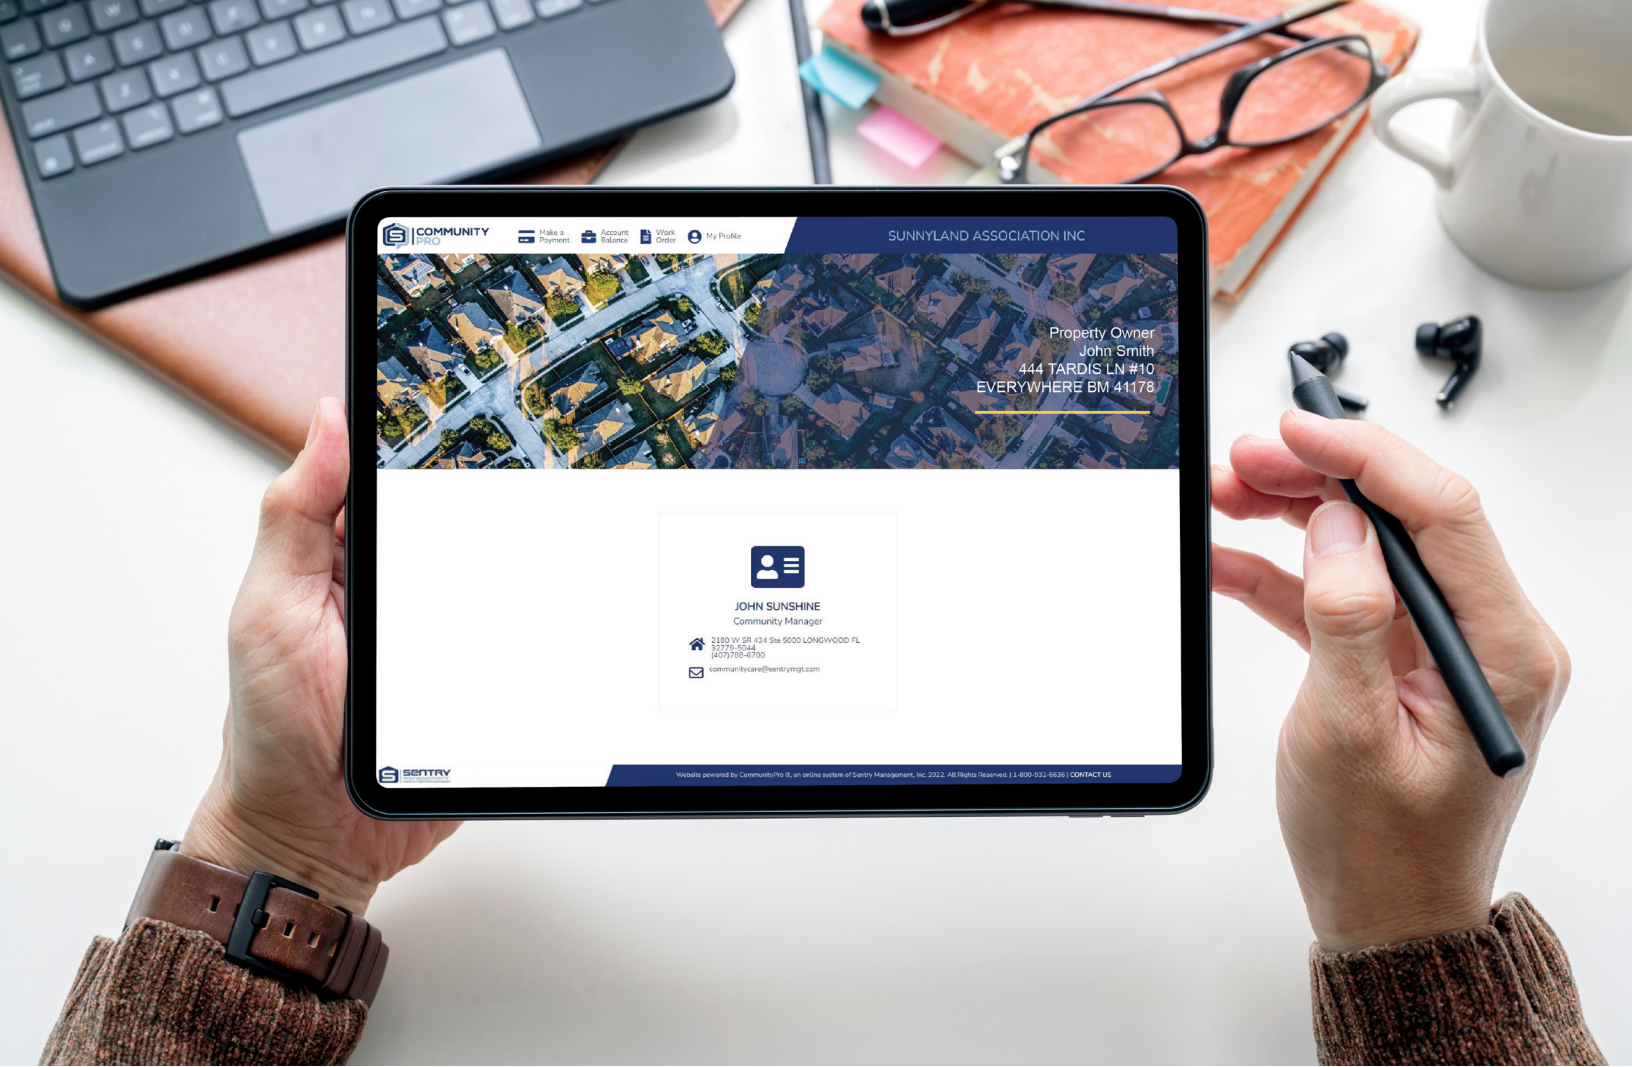 COMMUNITY
PRO
Make a
Payment
Account
Balance
Work
Order
My Profile
SUNNYLAND ASSOCIATION INC
Property Owner
John Smith
444 TARDIS LN #10
EVERYWHERE BM 41178
JOHN SUNSHINE
Community Manager
2180 W SR 434 Ste 5000 LONGWOOD FL
32779-5044
(407)788-6700
communitycare@sentrymgt.com
SENTRY
MANAGEMENT
Website powered by CommunityPro ®, an online system of Sentry Management, Inc. 2022. All Rights Reserved. | 1-800-932-6636 | CONTACT US